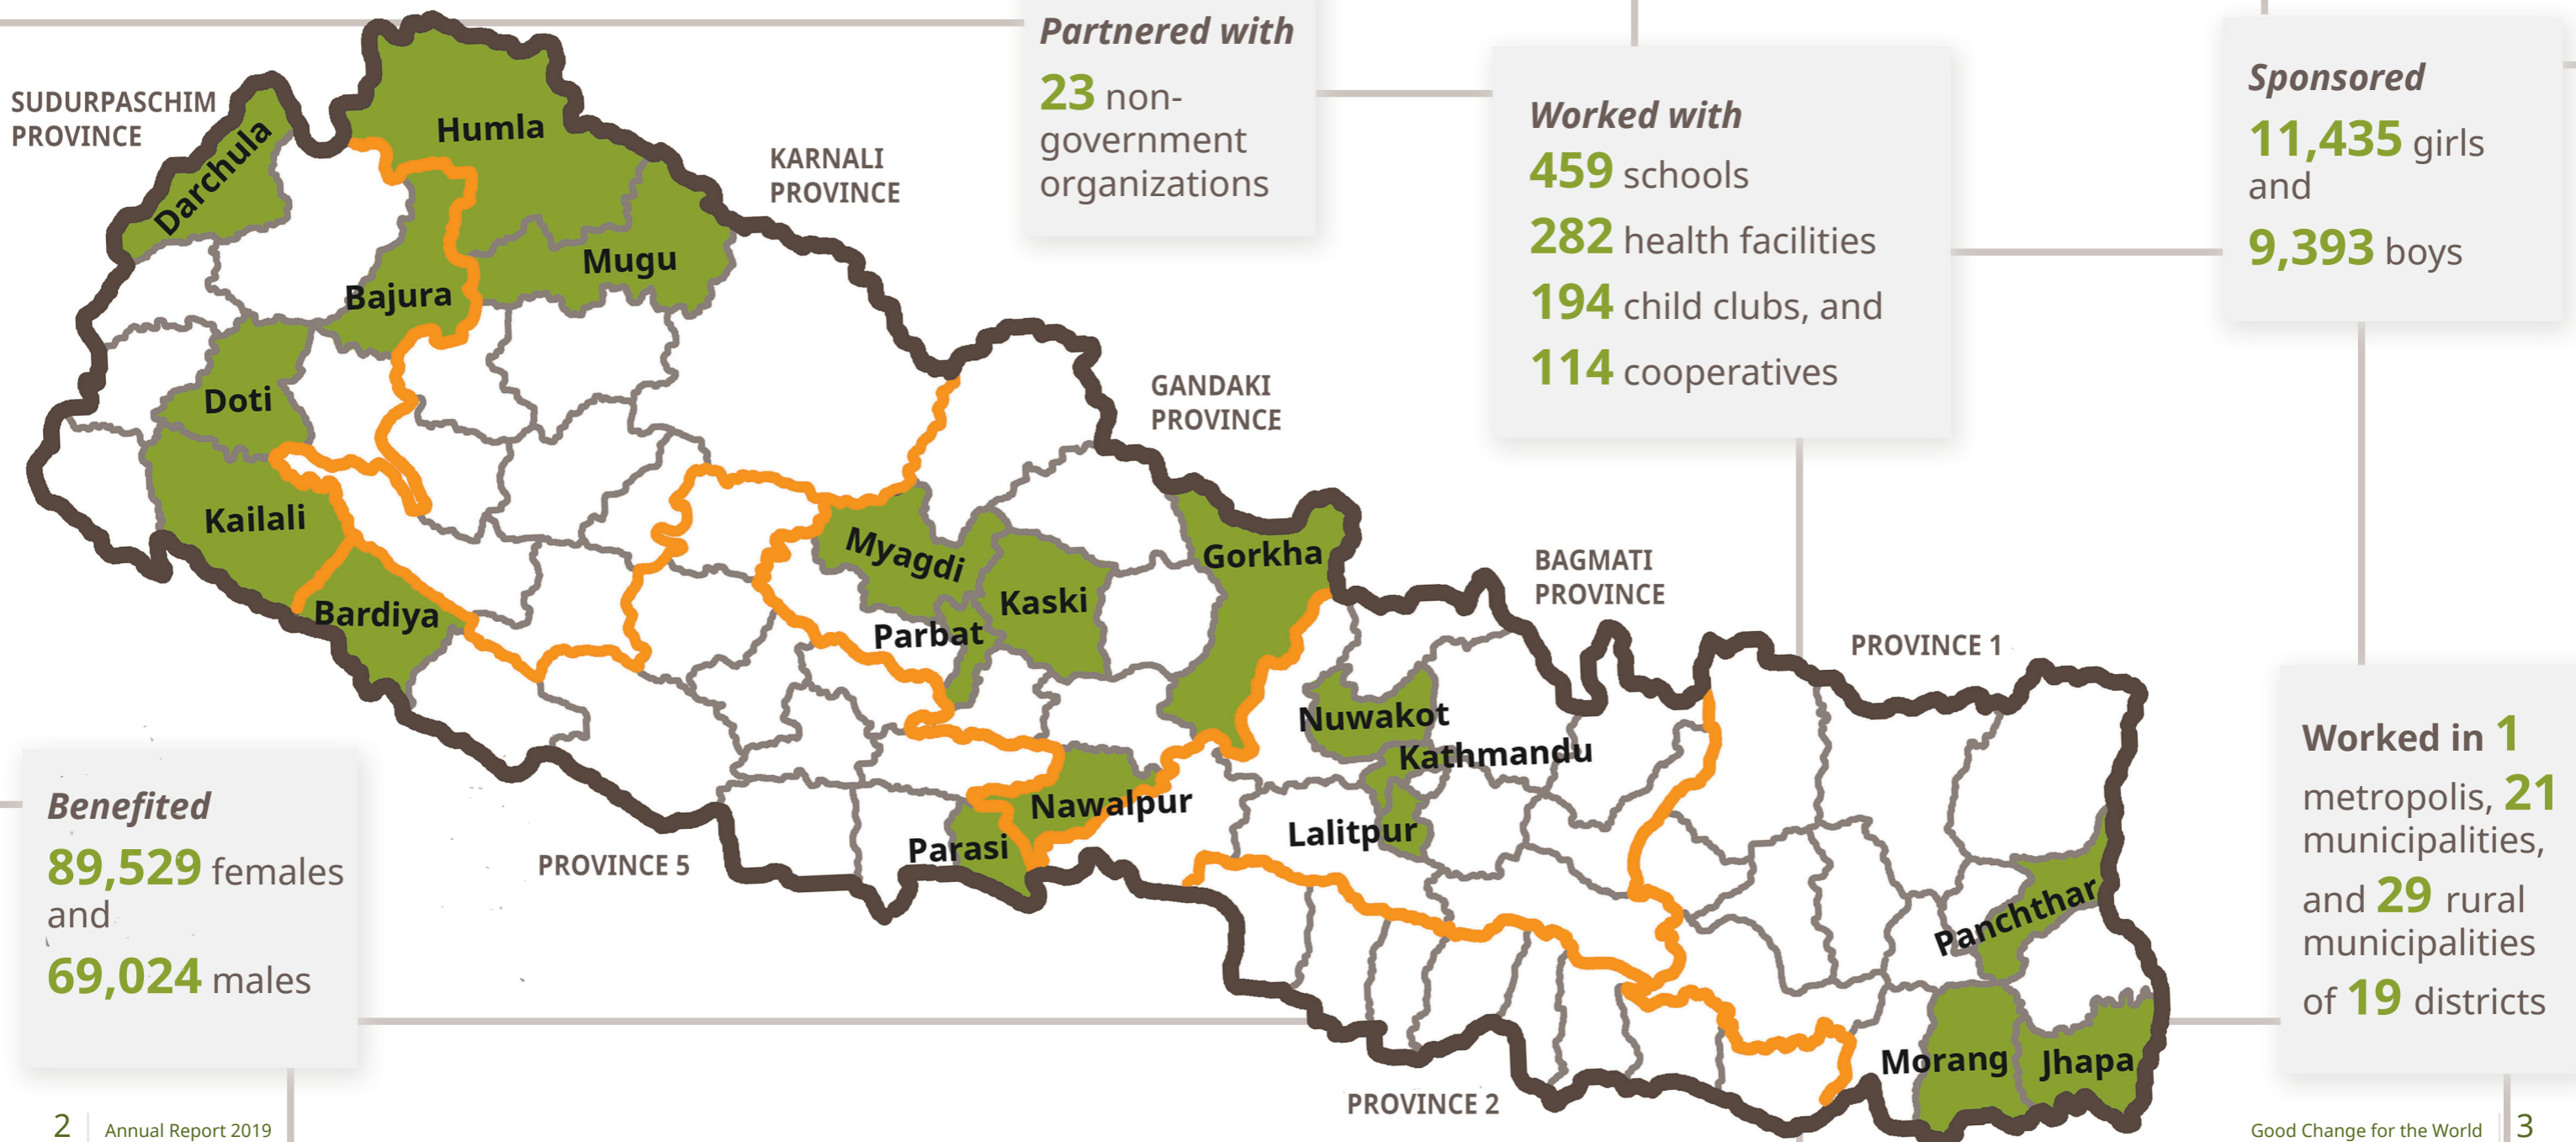 Partnered with
23 non-
government
organizations
Worked with
459 schools
282 health facilities
194 child clubs, and
114 cooperatives
Sponsored
11,435 girls
and
9,393 boys
SUDURPASCHIM
PROVINCE
Darchula
Humla
KARNALI
PROVINCE
Mugu
Bajura
Doti
Kailali
Bardiya
GANDAKI
PROVINCE
Myagdi
Kaski
Gorkha
Parbat
BAGMATI
PROVINCE
PROVINCE 1
Nuwakot
Kathmandu
Nawalpur
Lalitpur
Parasi
PROVINCE 5
Panchthar
Morang
Jhapa
PROVINCE 2
Benefited
89,529 females
and
69,024 males
Worked in 1
metropolis, 21
municipalities,
and 29 rural
municipalities
of 19 districts
2 Annual Report 2019
Good Change for the World 3